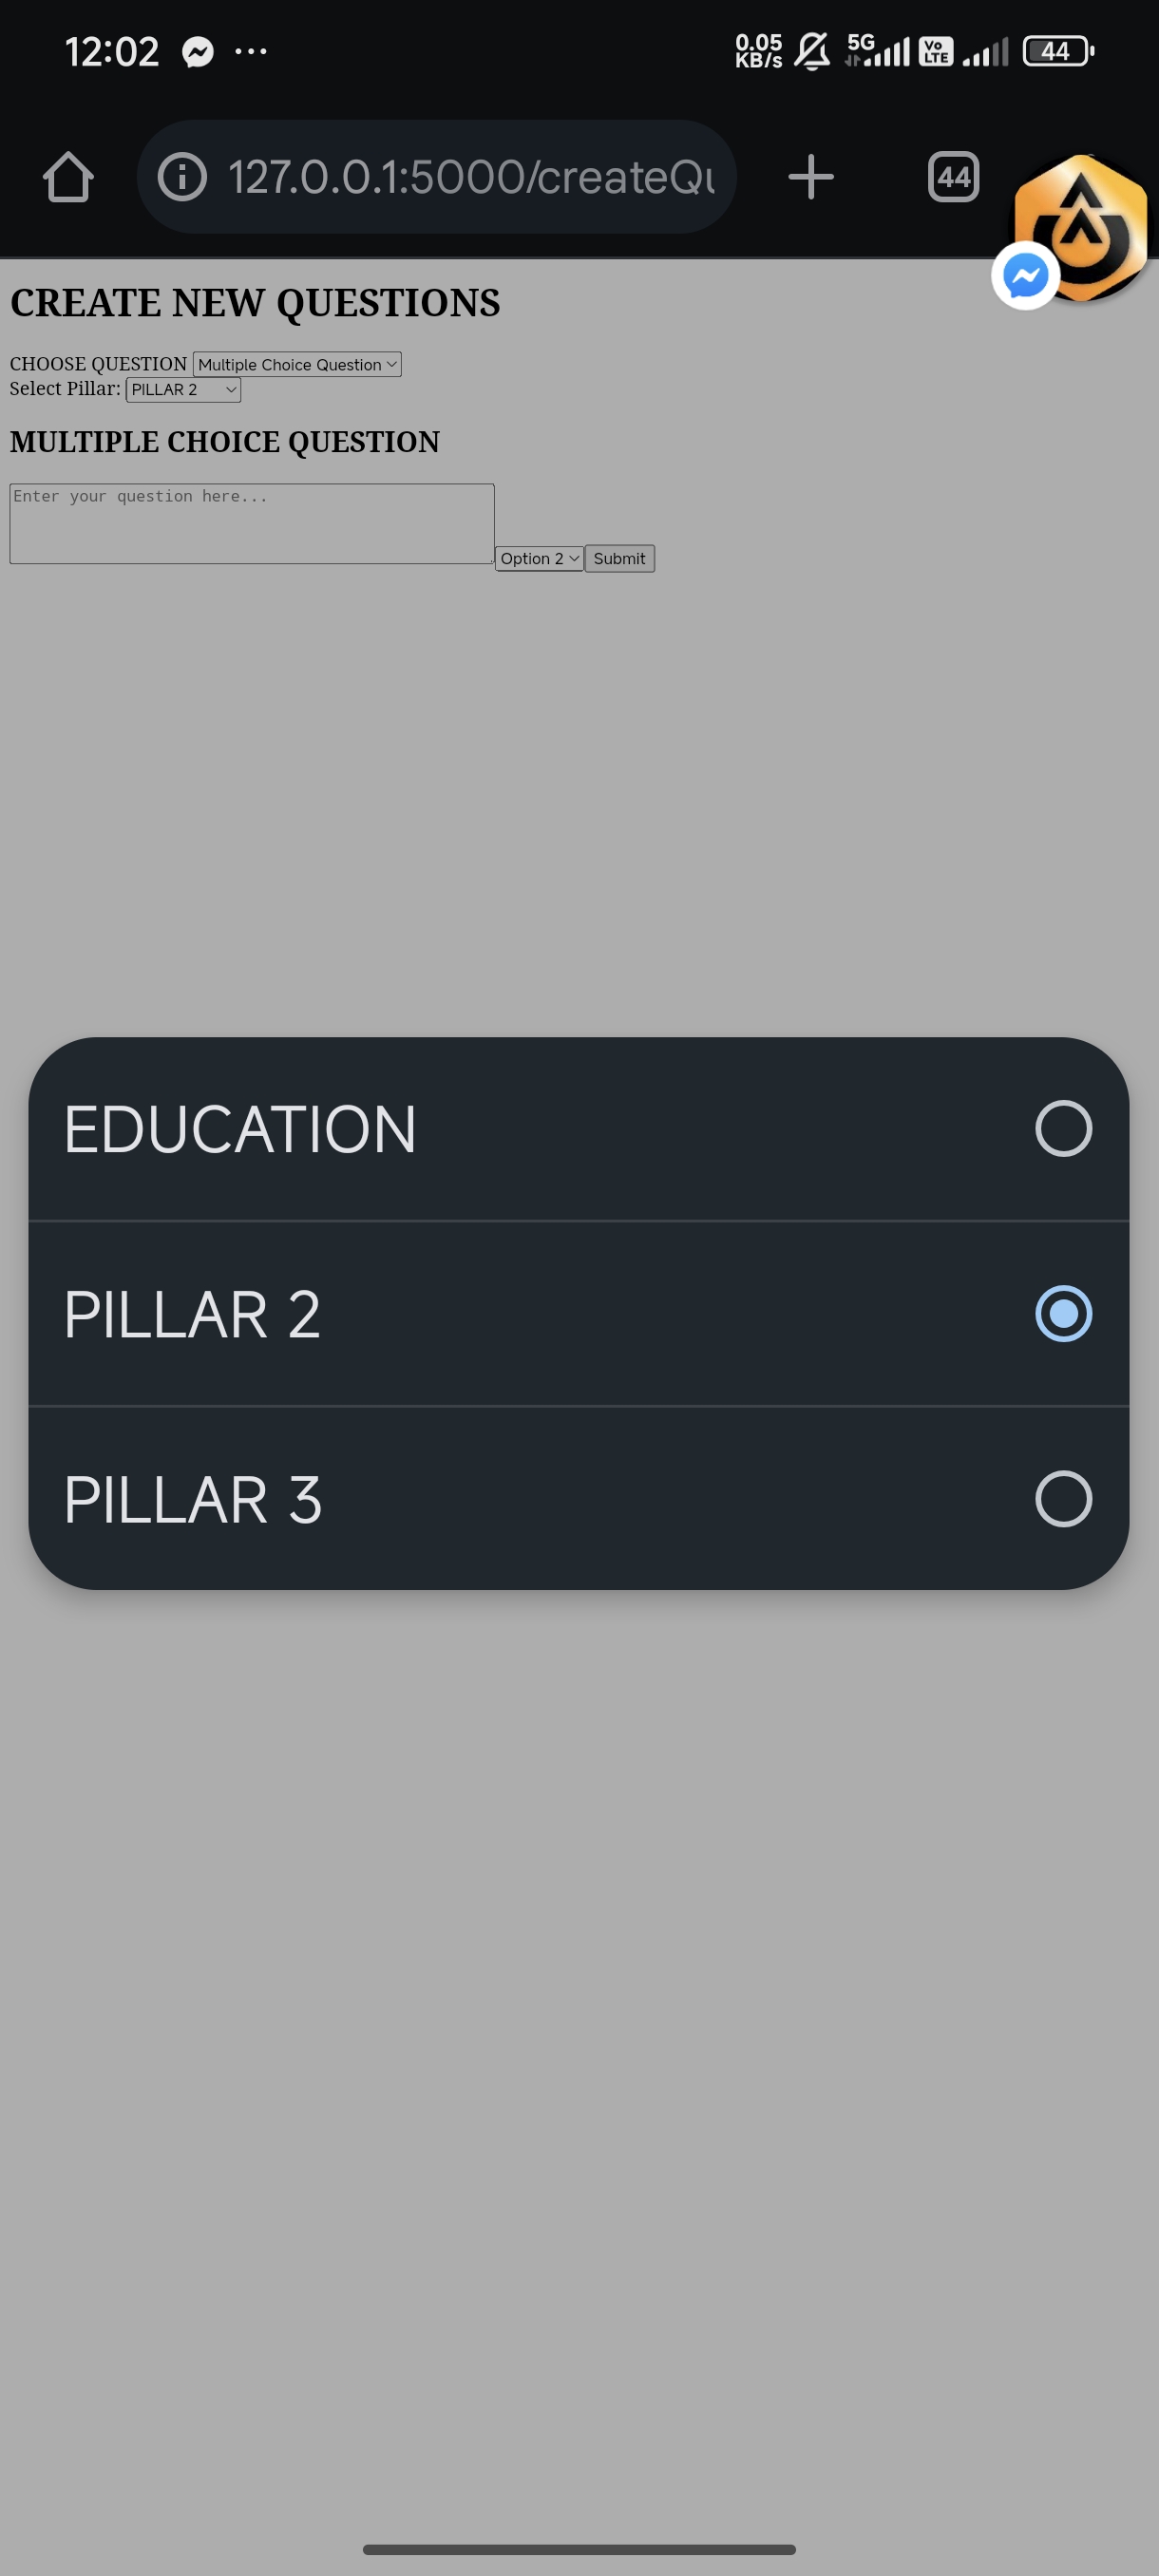 12:02 ... 0.05 KB/s 5G Vo LTE 44
127.0.0.1:5000/createQu
44
CREATE NEW QUESTIONS
CHOOSE QUESTION Multiple Choice Question
Select Pillar: PILLAR 2
MULTIPLE CHOICE QUESTION
Enter your question here...
Option 2 Submit
EDUCATION
PILLAR 2
PILLAR 3